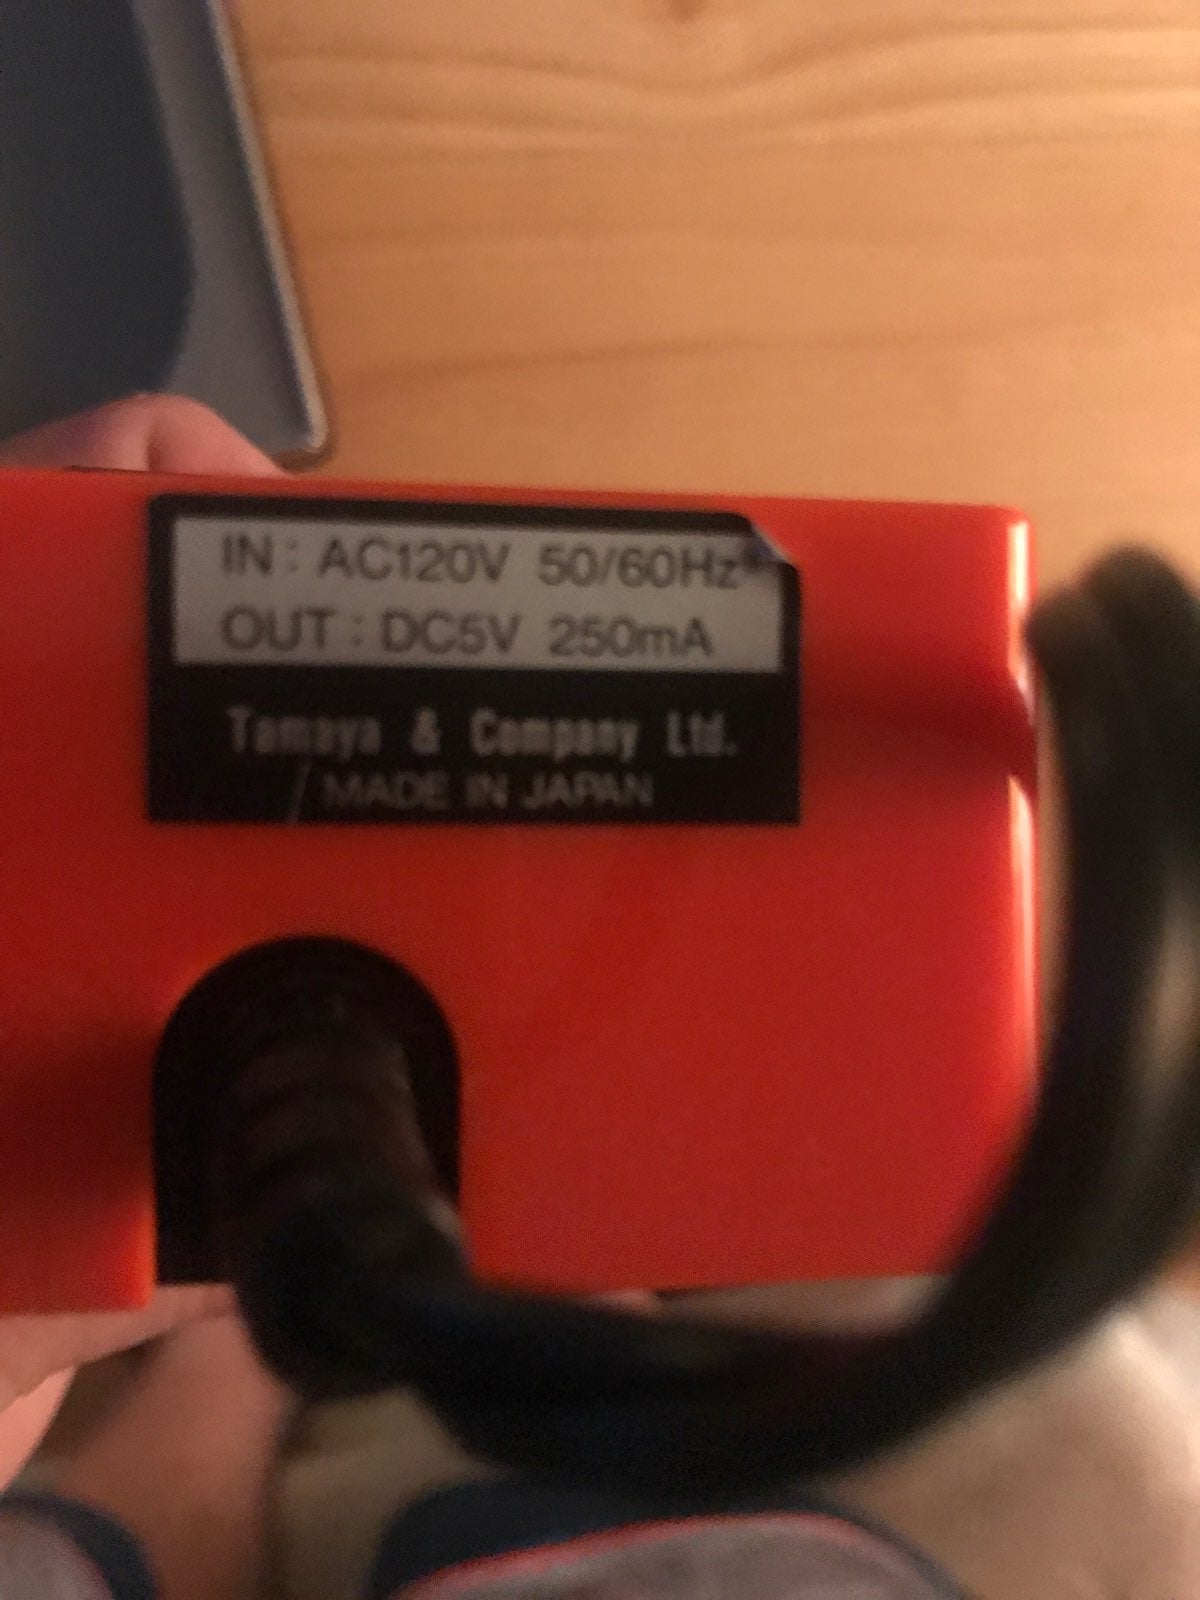 IN : AC120V 50/60Hz
OUT : DC5V 250mA
Tamaya & Company Ltd.
MADE IN JAPAN